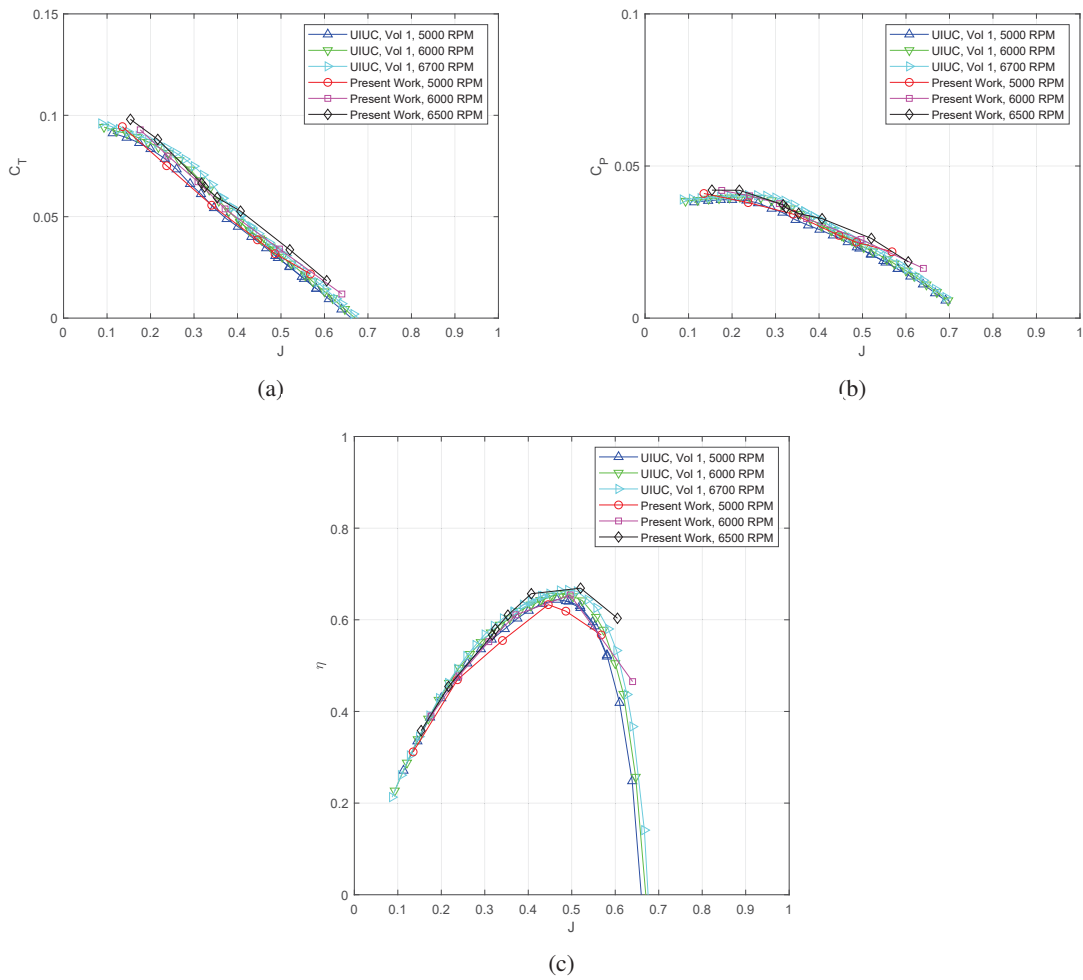 0.15
0.1
0.05
0
C_T
0 0.1 0.2 0.3 0.4 0.5 0.6 0.7 0.8 0.9 1
J
UIUC, Vol 1, 5000 RPM
UIUC, Vol 1, 6000 RPM
UIUC, Vol 1, 6700 RPM
Present Work, 5000 RPM
Present Work, 6000 RPM
Present Work, 6500 RPM
(a)
0.1
0.05
0
C_P
0 0.1 0.2 0.3 0.4 0.5 0.6 0.7 0.8 0.9 1
J
UIUC, Vol 1, 5000 RPM
UIUC, Vol 1, 6000 RPM
UIUC, Vol 1, 6700 RPM
Present Work, 5000 RPM
Present Work, 6000 RPM
Present Work, 6500 RPM
(b)
1
0.8
0.6
0.4
0.2
0
η
0 0.1 0.2 0.3 0.4 0.5 0.6 0.7 0.8 0.9 1
J
UIUC, Vol 1, 5000 RPM
UIUC, Vol 1, 6000 RPM
UIUC, Vol 1, 6700 RPM
Present Work, 5000 RPM
Present Work, 6000 RPM
Present Work, 6500 RPM
(c)